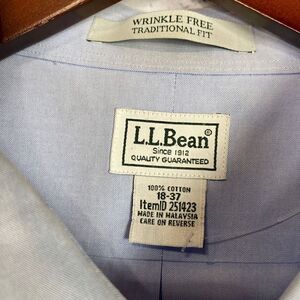 WRINKLE FREE
TRADITIONAL FIT
L.L.Bean®
Since 1912
QUALITY GUARANTEED
100% COTTON
18-37
ItemID 251423
MADE IN MALAYSIA
CARE ON REVERSE